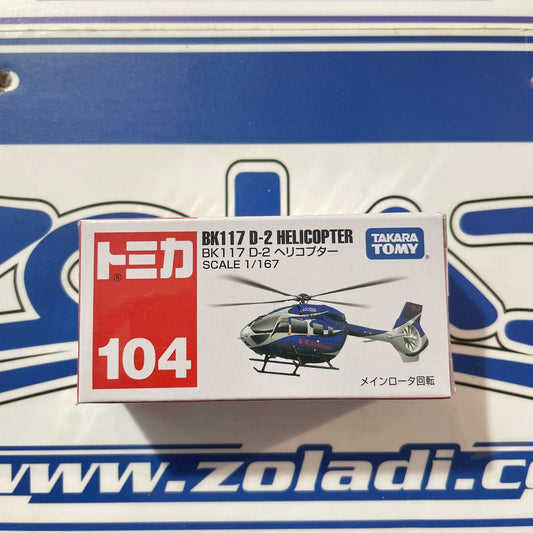 トミカ®
104
BK117 D-2 HELICOPTER
BK117 D-2 ヘリコプター
SCALE 1/167
TAKARA
TOMY
メインロータ回転
www.zoladi.c